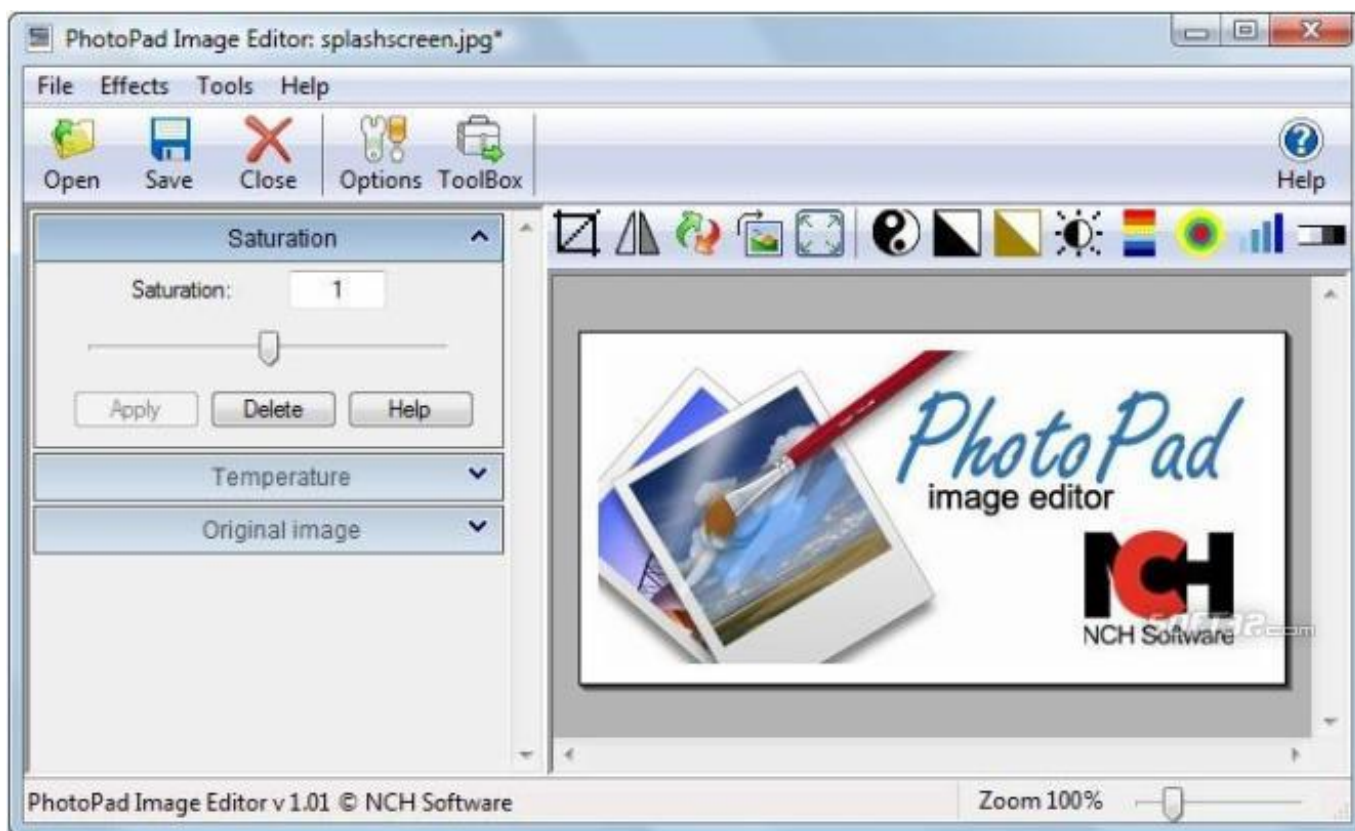 PhotoPad Image Editor: splashscreen.jpg*
File Effects Tools Help
Open Save Close Options ToolBox Help
Saturation
Saturation: 1
Apply Delete Help
Temperature
Original image
PhotoPad
image editor
NCH
NCH Software
PhotoPad Image Editor v 1.01 © NCH Software Zoom 100%